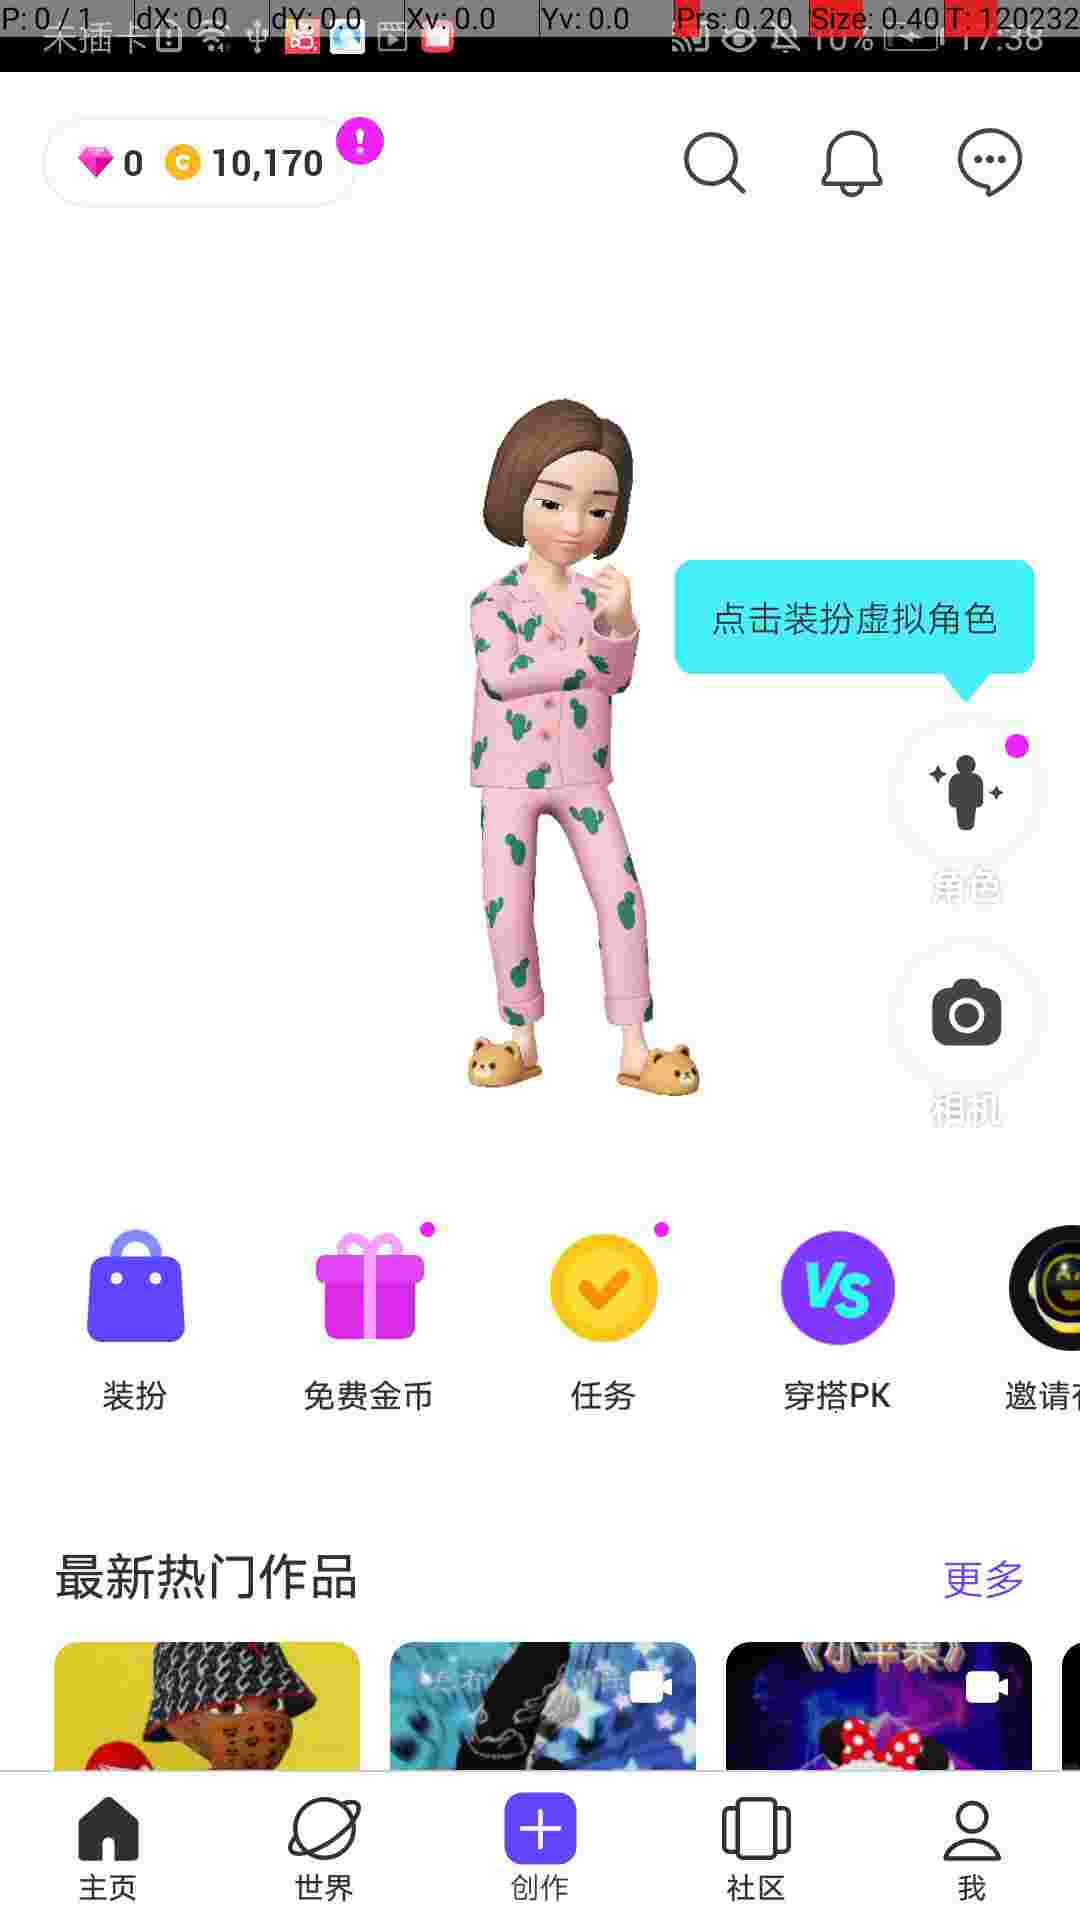 P: 0 / 1 dX: 0.0 dY: 0.0 Xv: 0.0 Yv: 0.0 Prs: 0.20 Size: 0.40 T: 120232
未插卡 10% 17:38
0 10,170
点击装扮虚拟角色
角色
相机
装扮 免费金币 任务 穿搭PK 邀请
最新热门作品 更多
《小苹果》
主页 世界 创作 社区 我